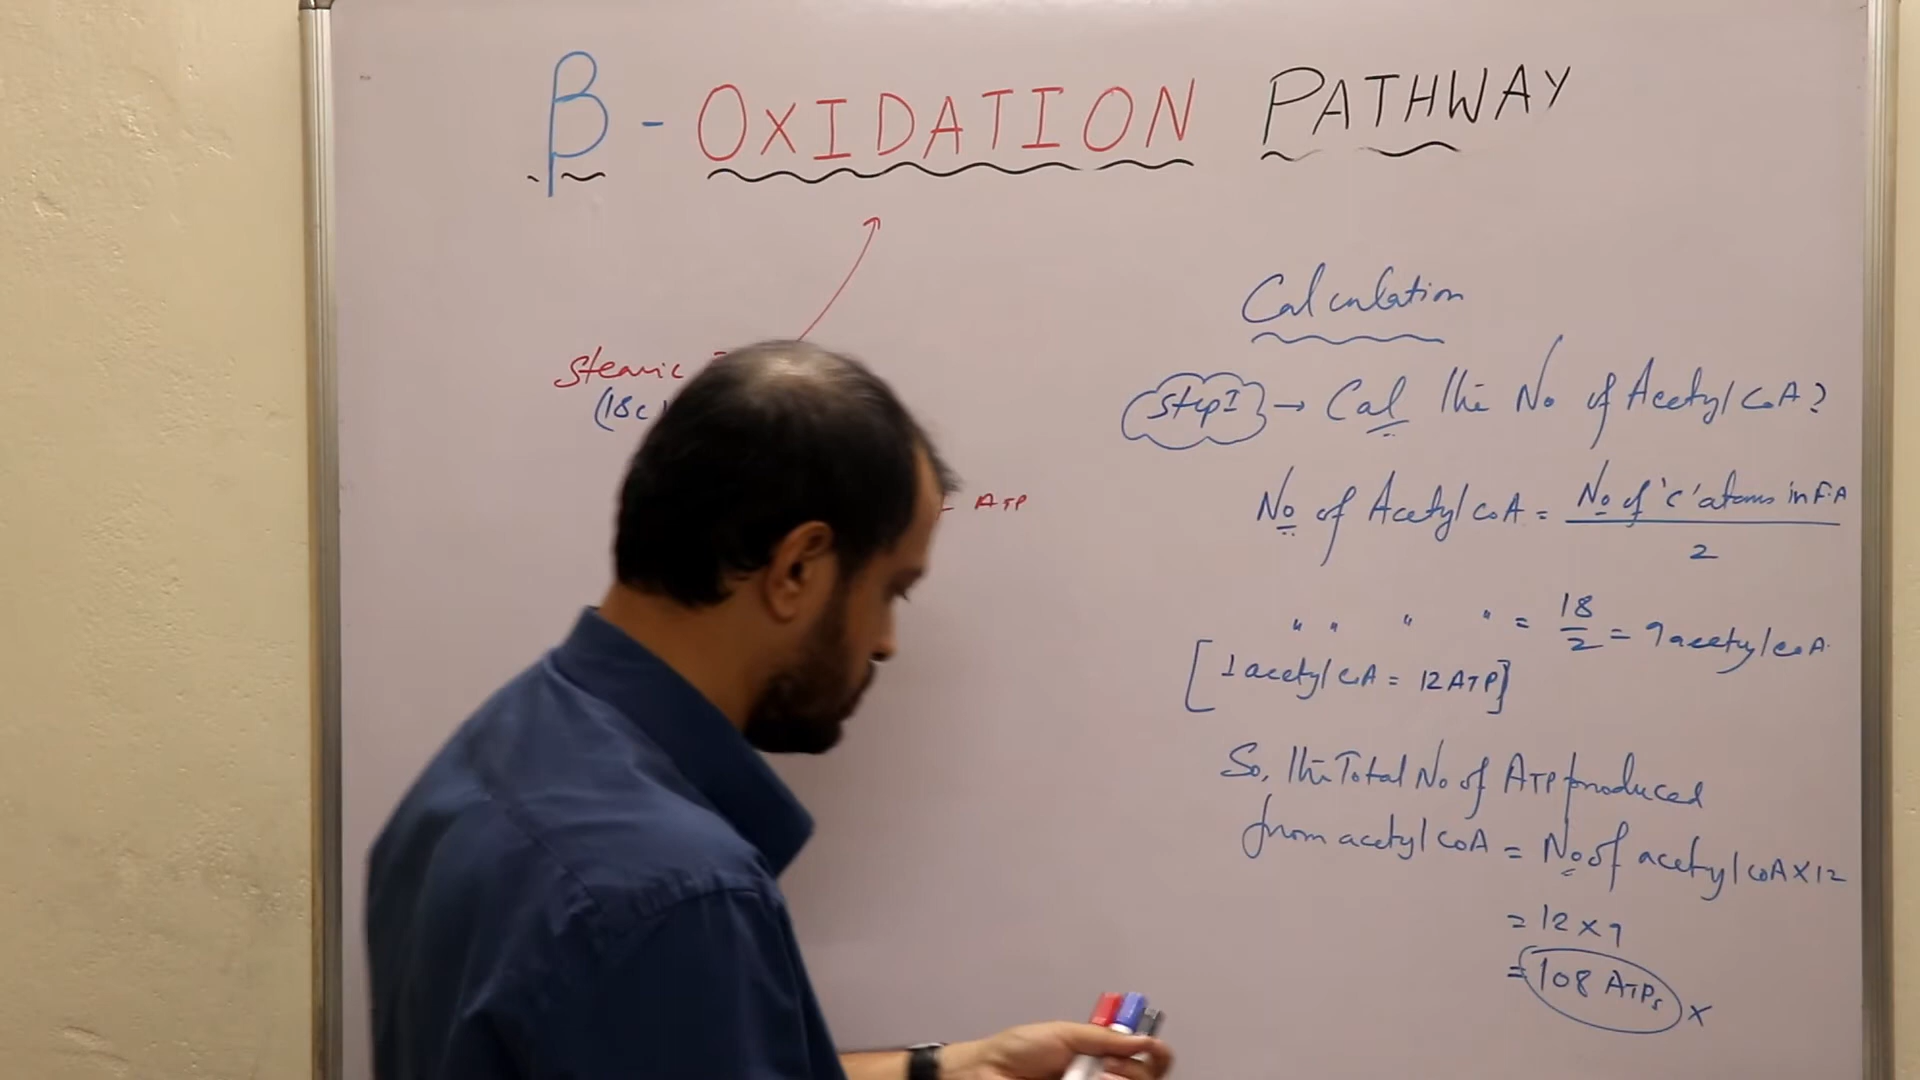 β - OXIDATION PATHWAY
Stearic
(18C
ATP
Calculation
Step I → Cal the No of Acetyl CoA?
No of Acetyl CoA = No of 'C' atoms in F.A
2
" " " " = 18/2 = 9 acetyl CoA
[1 acetyl CoA = 12 ATP]
So, the Total No of ATP produced
from acetyl CoA = No of acetyl CoA X 12
= 12 x 9
= 108 ATPs x